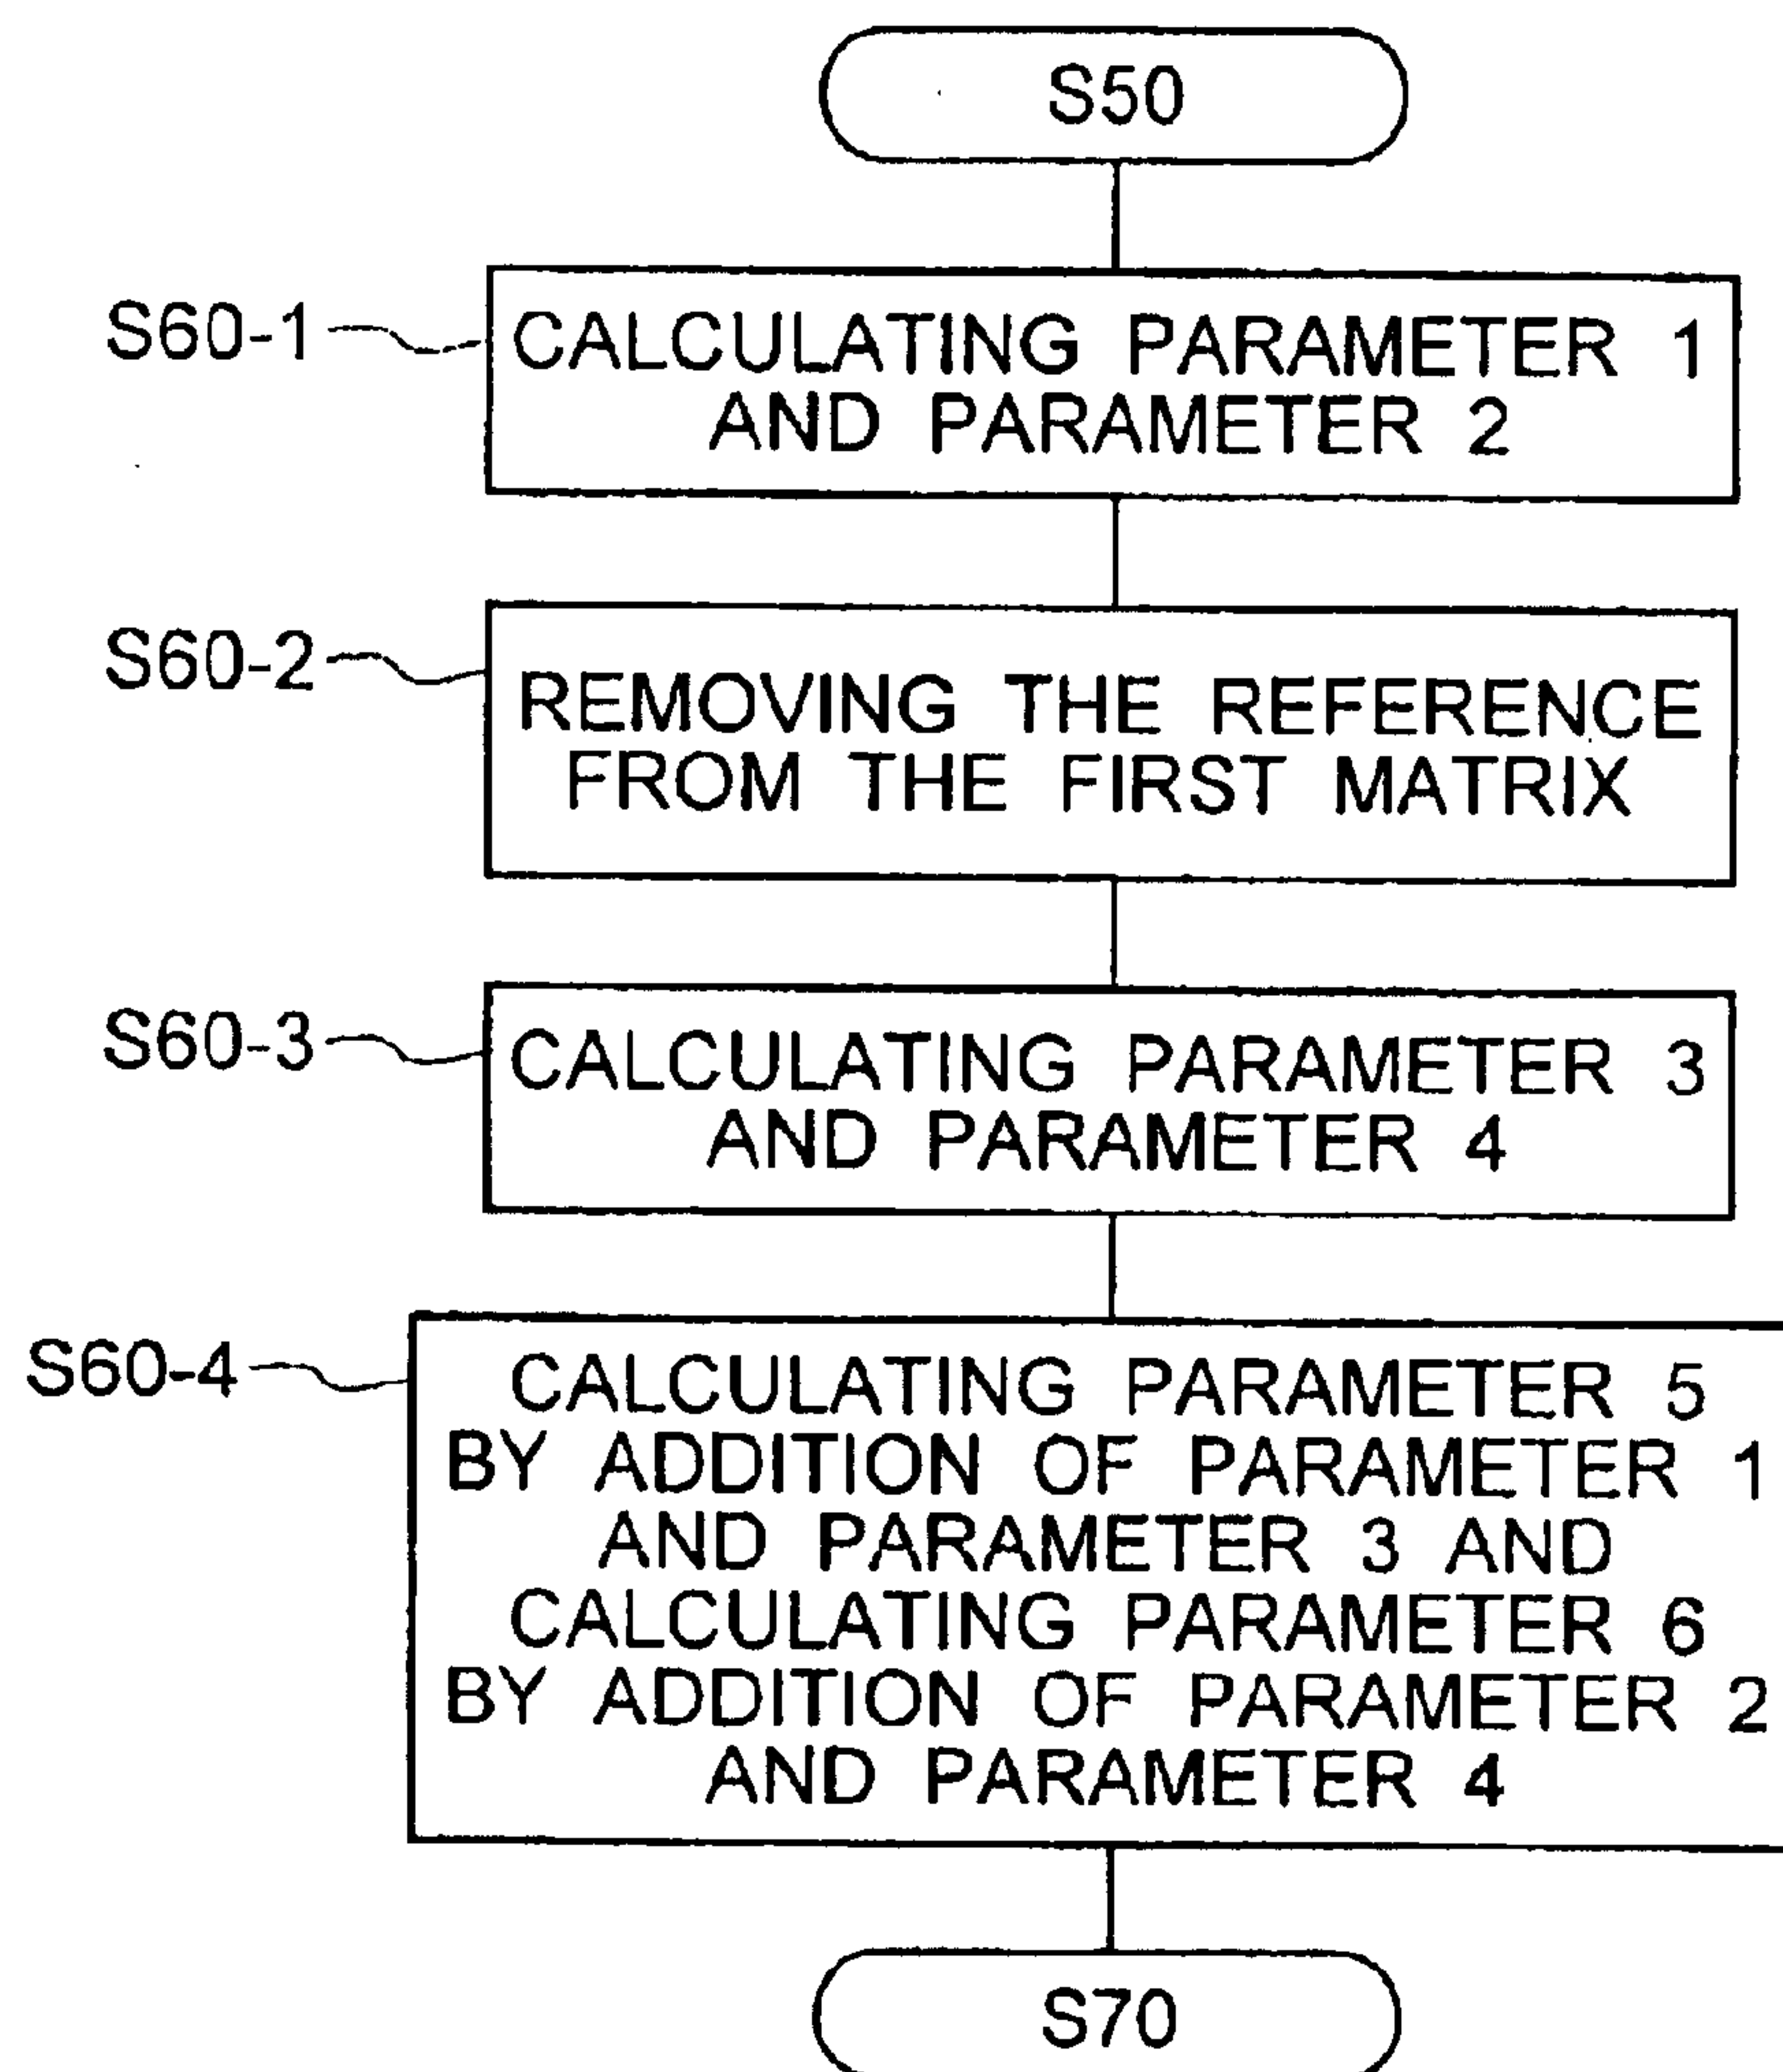 S50
S60-1
CALCULATING PARAMETER 1
AND PARAMETER 2
S60-2
REMOVING THE REFERENCE
FROM THE FIRST MATRIX
S60-3
CALCULATING PARAMETER 3
AND PARAMETER 4
S60-4
CALCULATING PARAMETER 5
BY ADDITION OF PARAMETER 1
AND PARAMETER 3 AND
CALCULATING PARAMETER 6
BY ADDITION OF PARAMETER 2
AND PARAMETER 4
S70